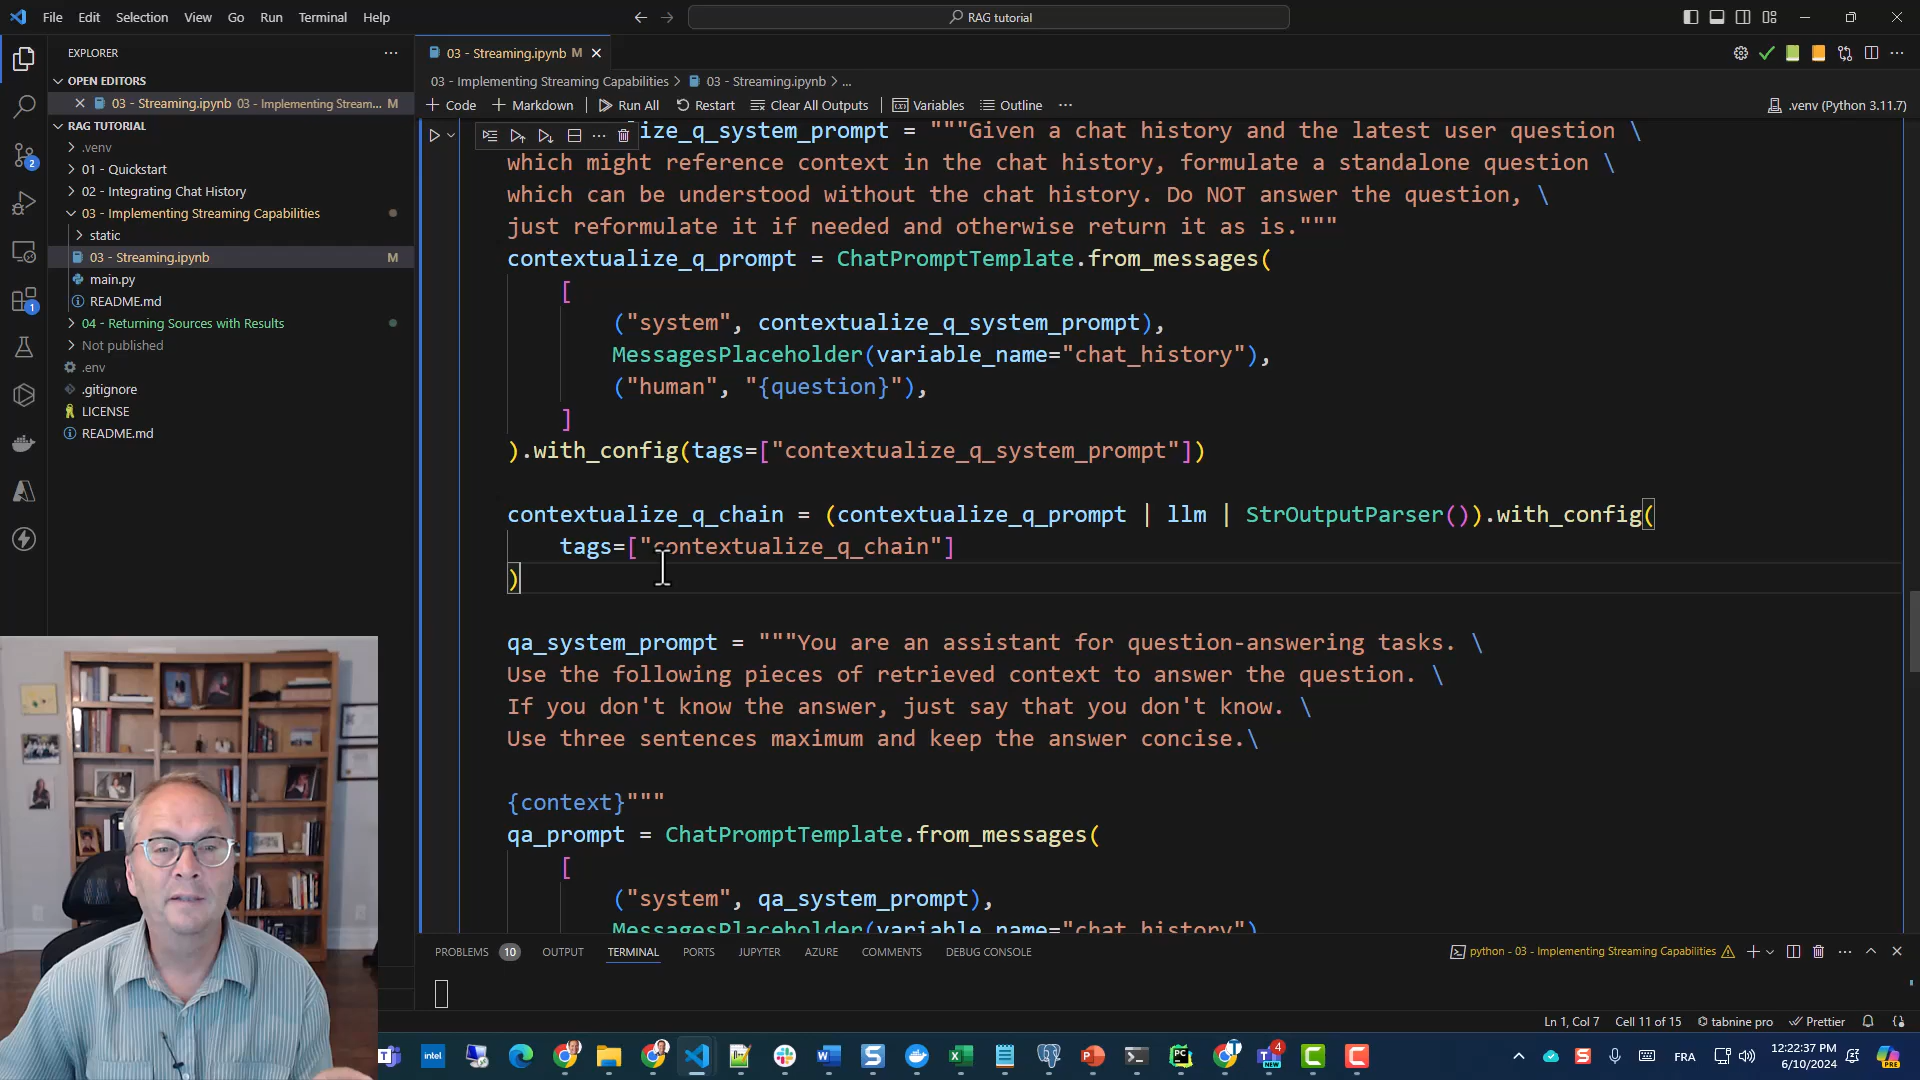 File Edit Selection View Go Run Terminal Help
RAG tutorial
EXPLORER
OPEN EDITORS
03 - Streaming.ipynb 03 - Implementing Stream... M
RAG TUTORIAL
.venv
01 - Quickstart
02 - Integrating Chat History
03 - Implementing Streaming Capabilities
static
03 - Streaming.ipynb M
main.py
README.md
04 - Returning Sources with Results
Not published
.env
.gitignore
LICENSE
README.md
2
1
03 - Streaming.ipynb M
03 - Implementing Streaming Capabilities > 03 - Streaming.ipynb > ...
+ Code + Markdown Run All Restart Clear All Outputs Variables Outline ... .venv (Python 3.11.7)
ize_q_system_prompt = """Given a chat history and the latest user question \
which might reference context in the chat history, formulate a standalone question \
which can be understood without the chat history. Do NOT answer the question, \
just reformulate it if needed and otherwise return it as is."""
contextualize_q_prompt = ChatPromptTemplate.from_messages(
[
("system", contextualize_q_system_prompt),
MessagesPlaceholder(variable_name="chat_history"),
("human", "{question}"),
]
).with_config(tags=["contextualize_q_system_prompt"])
contextualize_q_chain = (contextualize_q_prompt | llm | StrOutputParser()).with_config(
tags=["contextualize_q_chain"]
)
qa_system_prompt = """You are an assistant for question-answering tasks. \
Use the following pieces of retrieved context to answer the question. \
If you don't know the answer, just say that you don't know. \
Use three sentences maximum and keep the answer concise.\
{context}"""
qa_prompt = ChatPromptTemplate.from_messages(
[
("system", qa_system_prompt),
MessagesPlaceholder(variable_name="chat_history")
PROBLEMS 10 OUTPUT TERMINAL PORTS JUPYTER AZURE COMMENTS DEBUG CONSOLE
python - 03 - Implementing Streaming Capabilities
Ln 1, Col 7 Cell 11 of 15 tabnine pro Prettier
intel
4
FRA
12:22:37 PM
6/10/2024